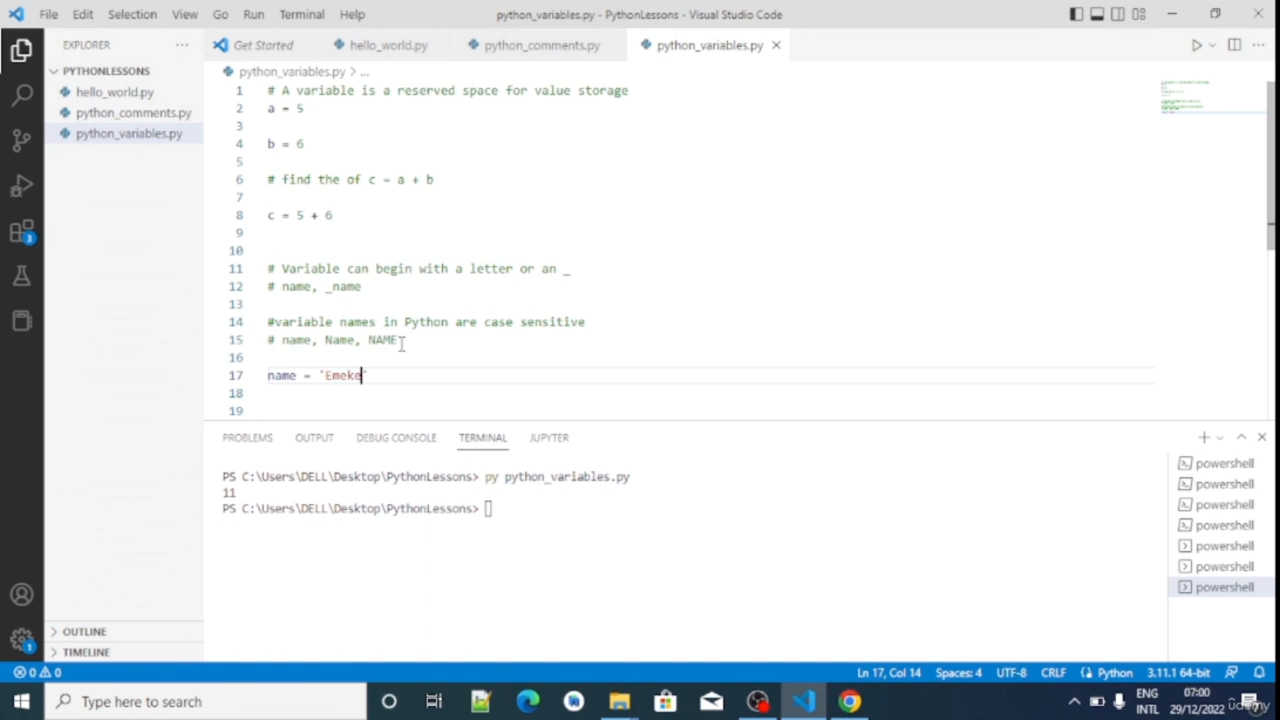 File Edit Selection View Go Run Terminal Help python_variables.py - PythonLessons - Visual Studio Code
EXPLORER ··· Get Started hello_world.py python_comments.py python_variables.py
PYTHONLESSONS
hello_world.py
python_comments.py
python_variables.py
python_variables.py > ...
1 # A variable is a reserved space for value storage
2 a = 5
3
4 b = 6
5
6 # find the of c = a + b
7
8 c = 5 + 6
9
10
11 # Variable can begin with a letter or an _
12 # name, _name
13
14 #variable names in Python are case sensitive
15 # name, Name, NAME
16
17 name = 'Emeke'
18
19
3
1
OUTLINE
TIMELINE
PROBLEMS OUTPUT DEBUG CONSOLE TERMINAL JUPYTER
PS C:\Users\DELL\Desktop\PythonLessons> py python_variables.py
11
PS C:\Users\DELL\Desktop\PythonLessons>
powershell
powershell
powershell
powershell
powershell
powershell
powershell
0 0 Ln 17, Col 14 Spaces: 4 UTF-8 CRLF Python 3.11.1 64-bit
Type here to search
ENG
INTL
07:00
29/12/2022
udemy